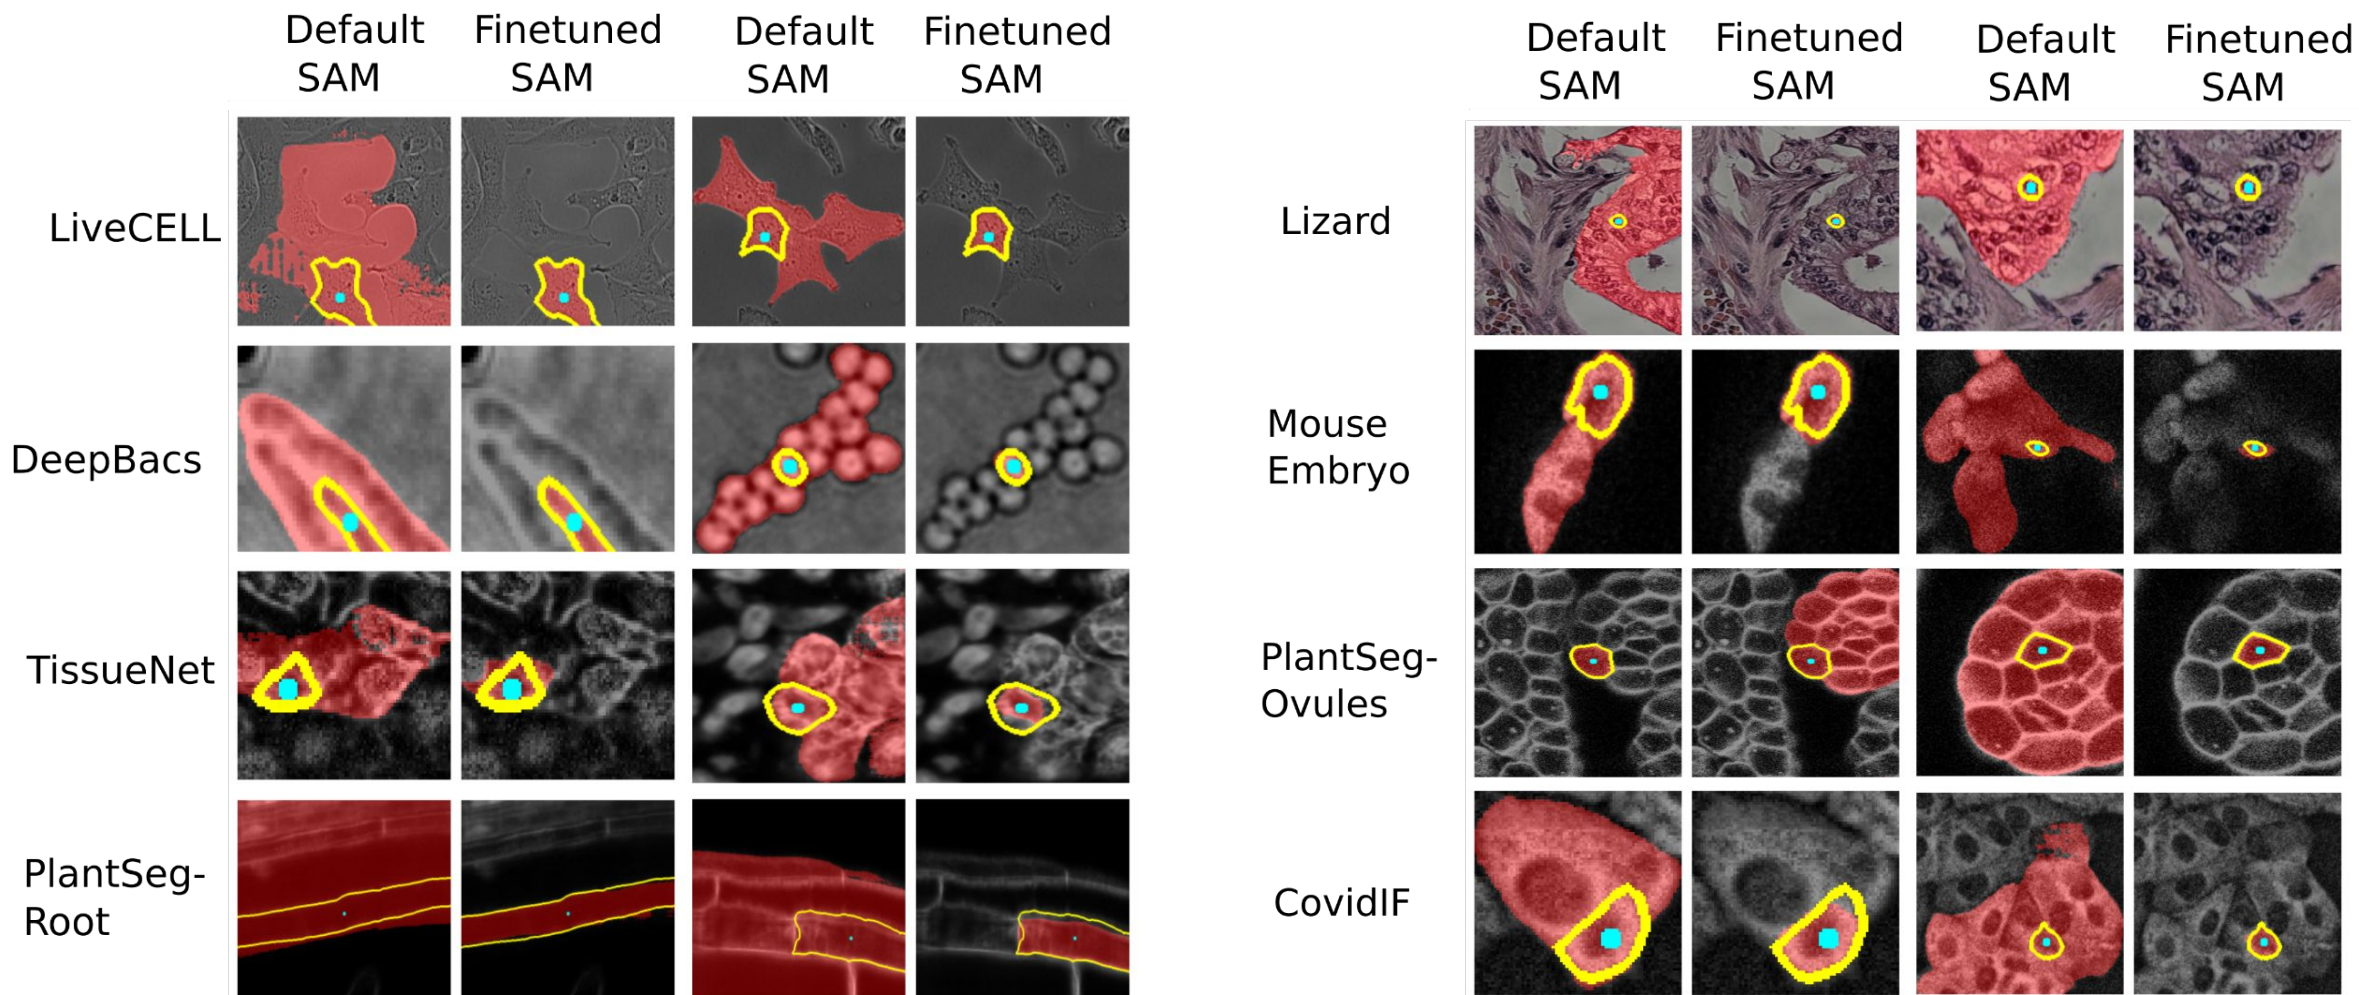 Default
SAM
Finetuned
SAM
Default
SAM
Finetuned
SAM
LiveCELL
DeepBacs
TissueNet
PlantSeg-
Root
Default
SAM
Finetuned
SAM
Default
SAM
Finetuned
SAM
Lizard
Mouse
Embryo
PlantSeg-
Ovules
CovidIF